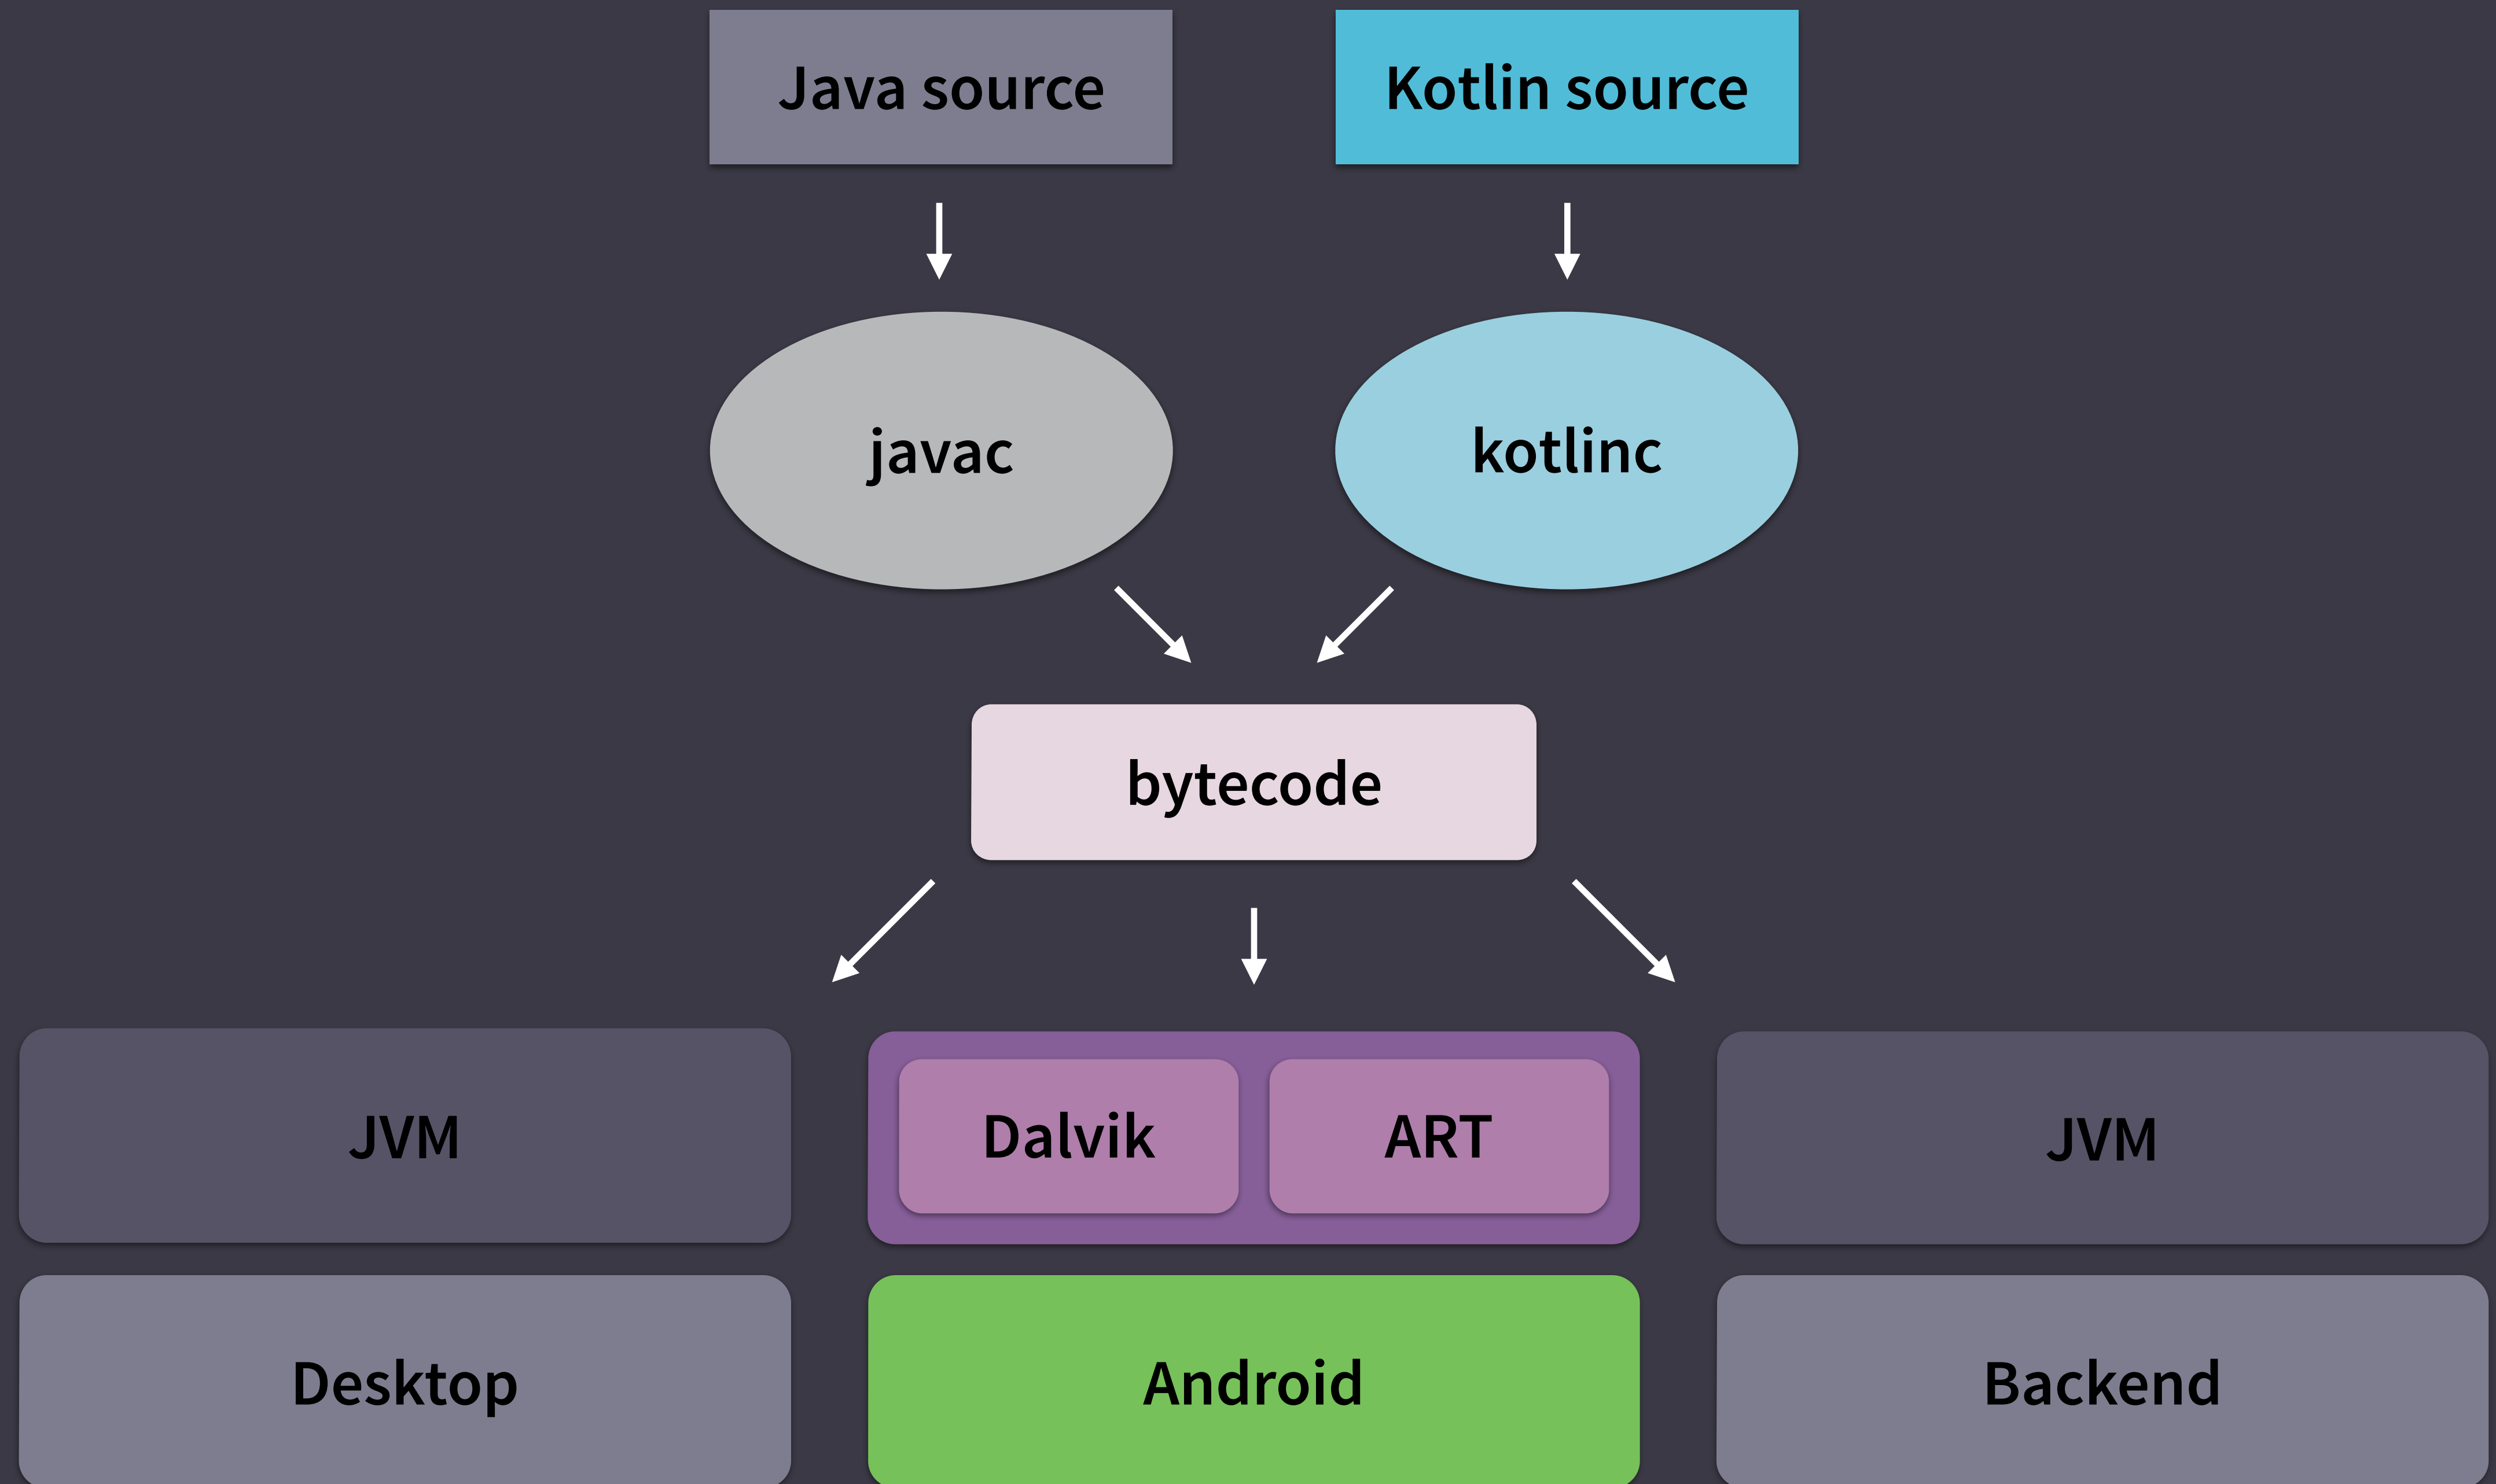 Java source
Kotlin source
javac
kotlinc
bytecode
JVM
Dalvik
ART
JVM
Desktop
Android
Backend